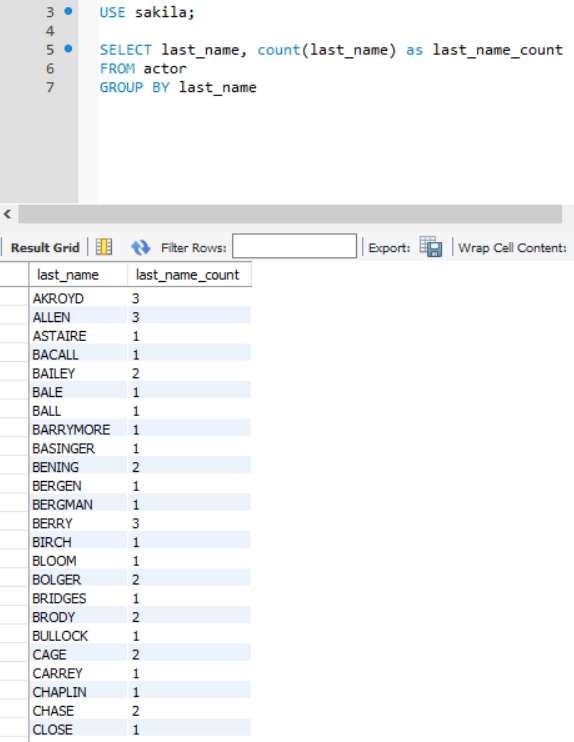 3 USE sakila;
4
5 SELECT last_name, count(last_name) as last_name_count
6 FROM actor
7 GROUP BY last_name
Result Grid Filter Rows: Export: Wrap Cell Content:
last_name last_name_count
AKROYD 3
ALLEN 3
ASTAIRE 1
BACALL 1
BAILEY 2
BALE 1
BALL 1
BARRYMORE 1
BASINGER 1
BENING 2
BERGEN 1
BERGMAN 1
BERRY 3
BIRCH 1
BLOOM 1
BOLGER 2
BRIDGES 1
BRODY 2
BULLOCK 1
CAGE 2
CARREY 1
CHAPLIN 1
CHASE 2
CLOSE 1